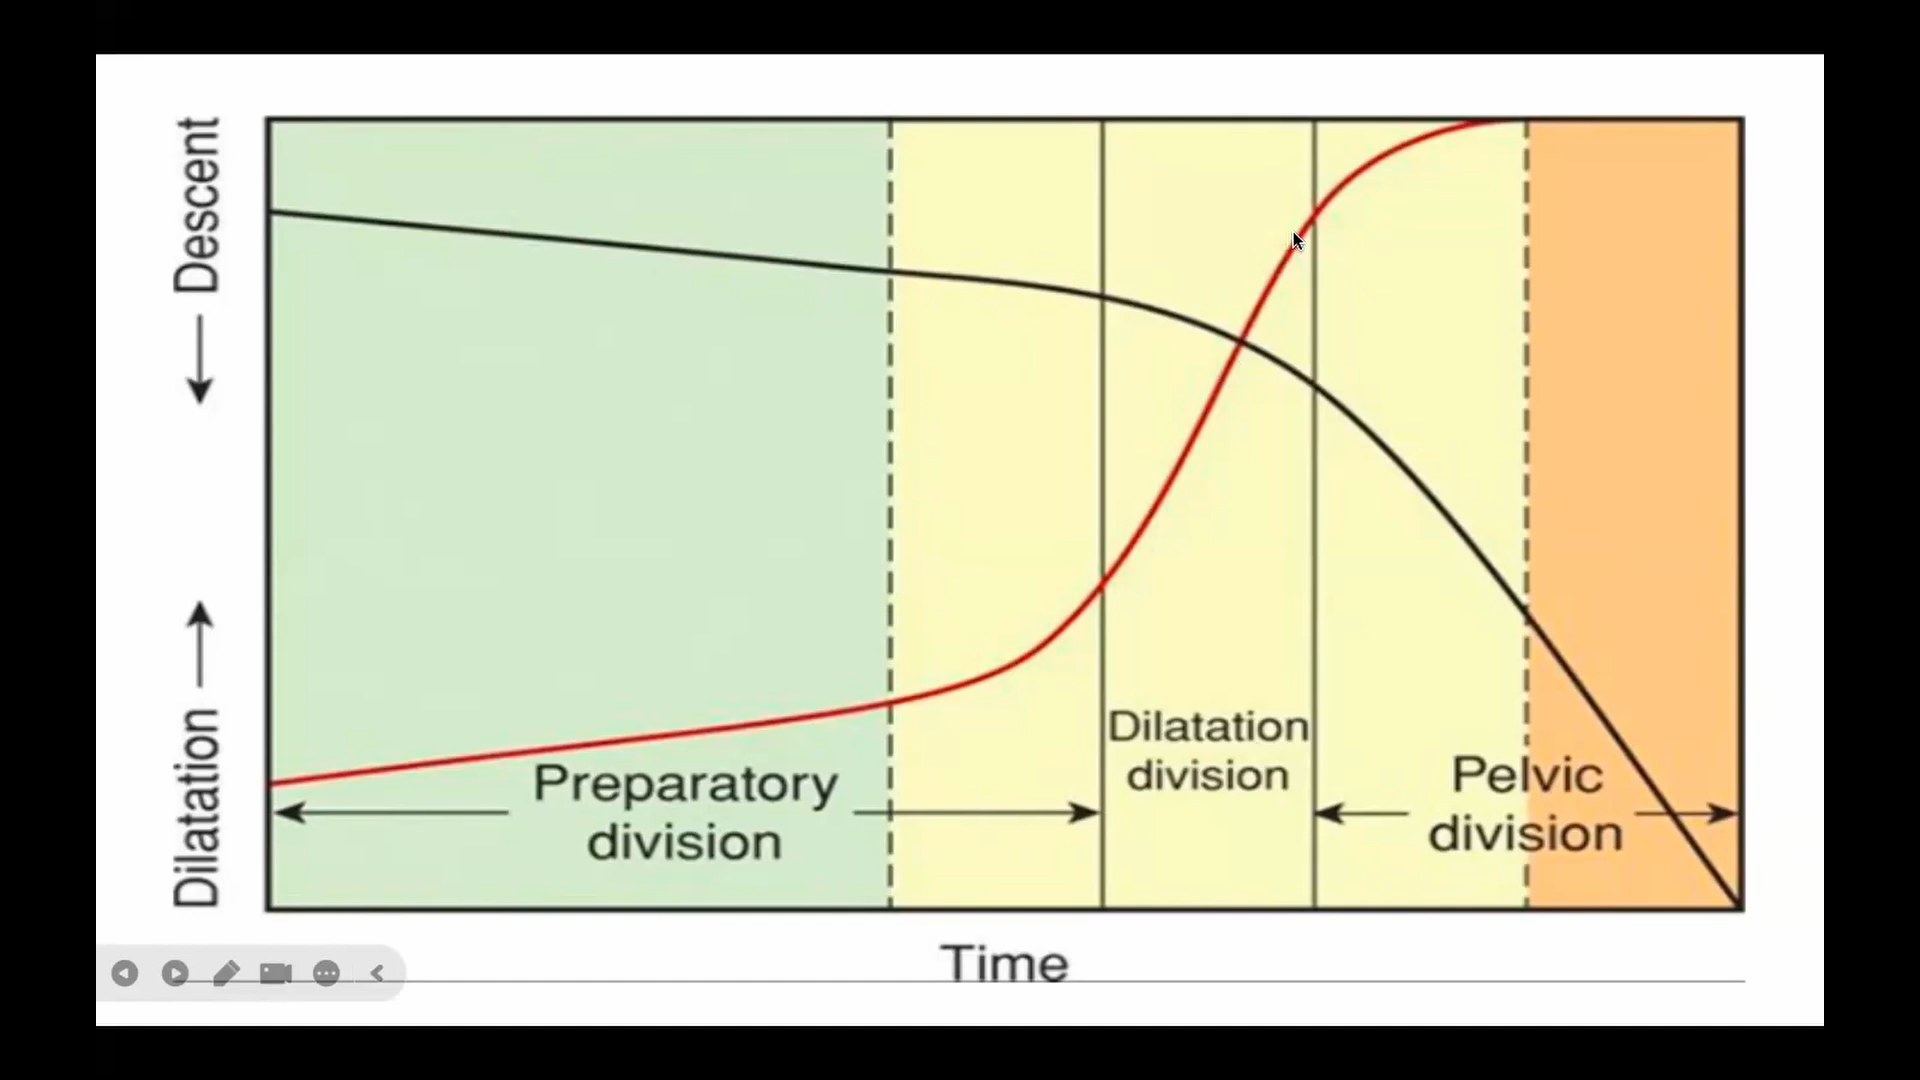 Descent
Dilatation
Preparatory
division
Dilatation
division
Pelvic
division
Time